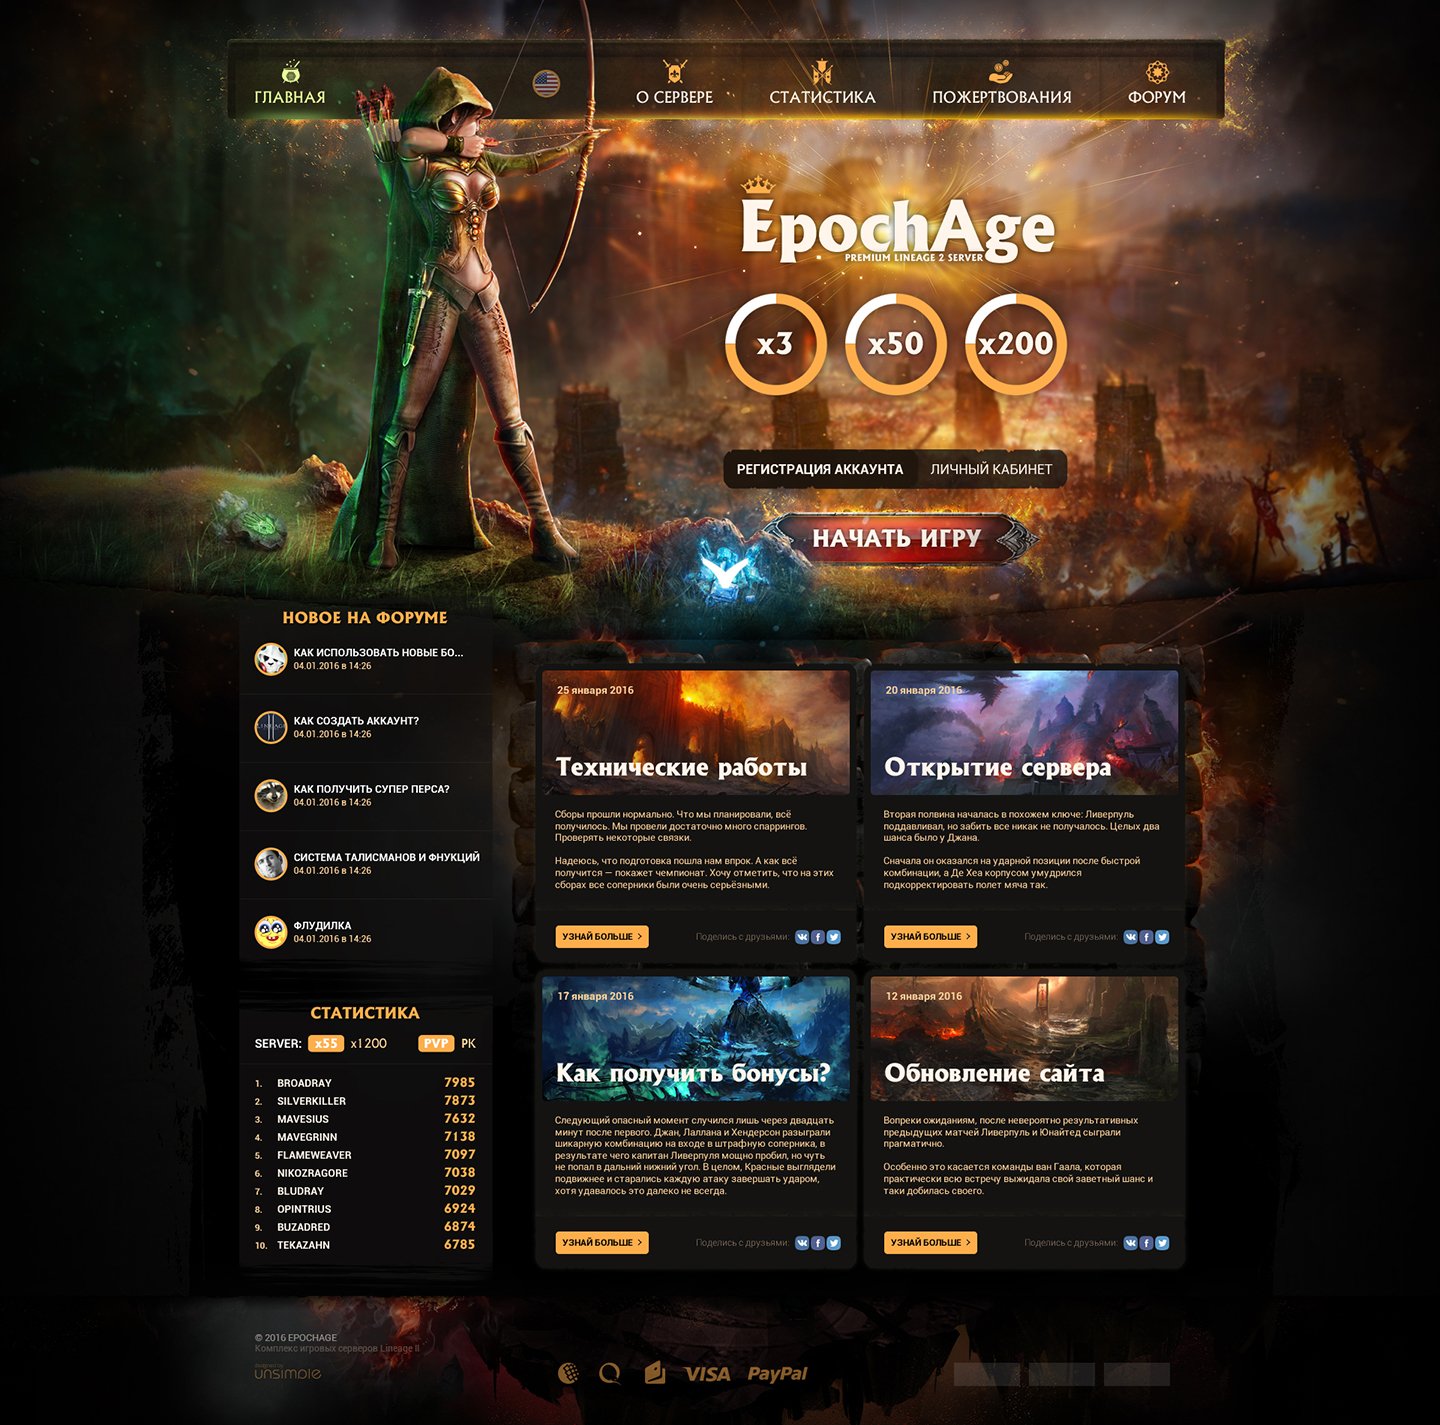 ГЛАВНАЯ
О СЕРВЕРЕ
СТАТИСТИКА
ПОЖЕРТВОВАНИЯ
ФОРУМ
EpochAge
PREMIUM LINEAGE 2 SERVER
x3
x50
x200
РЕГИСТРАЦИЯ АККАУНТА
ЛИЧНЫЙ КАБИНЕТ
НАЧАТЬ ИГРУ
НОВОЕ НА ФОРУМЕ
КАК ИСПОЛЬЗОВАТЬ НОВЫЕ БО...
04.01.2016 в 14:26
КАК СОЗДАТЬ АККАУНТ?
04.01.2016 в 14:26
КАК ПОЛУЧИТЬ СУПЕР ПЕРСА?
04.01.2016 в 14:26
СИСТЕМА ТАЛИСМАНОВ И ФНУКЦИЙ
04.01.2016 в 14:26
ФЛУДИЛКА
04.01.2016 в 14:26
СТАТИСТИКА
SERVER: x55 x1200 PVP PK
1. BROADRAY 7985
2. SILVERKILLER 7873
3. MAVESIUS 7632
4. MAVEGRINN 7138
5. FLAMEWEAVER 7097
6. NIKOZRAGORE 7038
7. BLUDRAY 7029
8. OPINTRIUS 6924
9. BUZADRED 6874
10. TEKAZAHN 6785
25 января 2016
Технические работы
Сборы прошли нормально. Что мы планировали, всё
получилось. Мы провели достаточно много спаррингов.
Проверять некоторые связки.
Надеюсь, что подготовка пошла нам впрок. А как всё
получится — покажет чемпионат. Хочу отметить, что на этих
сборах все соперники были очень серьёзными.
УЗНАЙ БОЛЬШЕ
Поделись с друзьями:
20 января 2016
Открытие сервера
Вторая полвина началась в похожем ключе: Ливерпуль
поддавливал, но забить все никак не получалось. Целых два
шанса было у Джана.
Сначала он оказался на ударной позиции после быстрой
комбинации, а Де Хеа корпусом умудрился
подкорректировать полет мяча так.
УЗНАЙ БОЛЬШЕ
Поделись с друзьями:
17 января 2016
Как получить бонусы?
Следующий опасный момент случился лишь через двадцать
минут после первого. Джан, Лаллана и Хендерсон разыграли
шикарную комбинацию на входе в штрафную соперника, в
результате чего капитан Ливерпуля мощно пробил, но чуть
не попал в дальний нижний угол. В целом, Красные выглядели
подвижнее и старались каждую атаку завершать ударом,
хотя удавалось это далеко не всегда.
УЗНАЙ БОЛЬШЕ
Поделись с друзьями:
12 января 2016
Обновление сайта
Вопреки ожиданиям, после невероятно результативных
предыдущих матчей Ливерпуль и Юнайтед сыграли
прагматично.
Особенно это касается команды ван Гаала, которая
практически всю встречу выжидала свой заветный шанс и
таки добилась своего.
УЗНАЙ БОЛЬШЕ
Поделись с друзьями:
© 2016 EPOCHAGE
Комплекс игровых серверов Lineage II
unsimple
VISA
PayPal